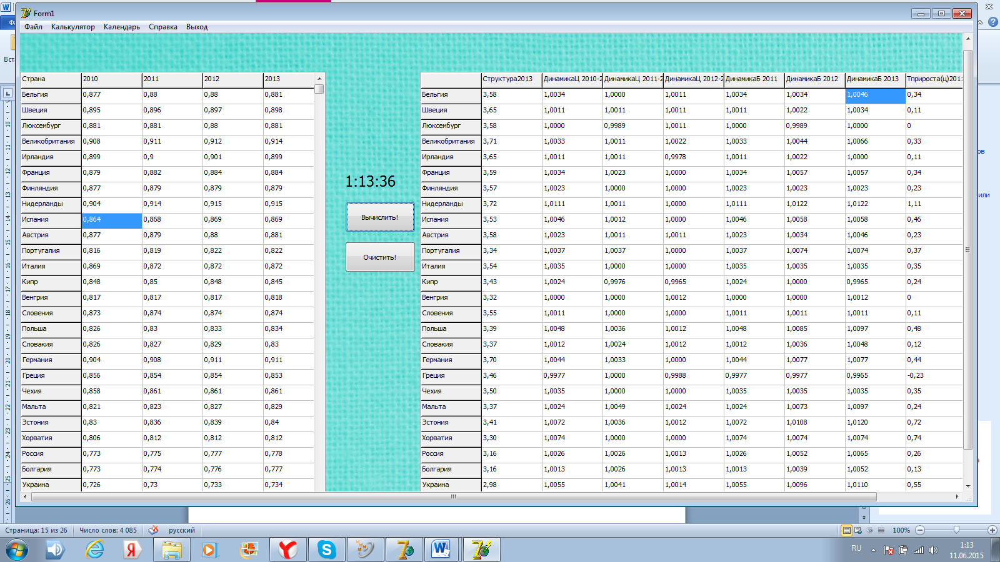 Form1
Файл Калькулятор Календарь Справка Выход
Вст
Страна 2010 2011 2012 2013
Бельгия 0,877 0,88 0,88 0,881
Швеция 0,895 0,896 0,897 0,898
Люксембург 0,881 0,881 0,88 0,881
Великобритания 0,908 0,911 0,912 0,914
Ирландия 0,899 0,9 0,901 0,899
Франция 0,879 0,882 0,884 0,884
Финляндия 0,877 0,879 0,879 0,879
Нидерланды 0,904 0,914 0,915 0,915
Испания 0,864 0,868 0,869 0,869
Австрия 0,877 0,879 0,88 0,881
Португалия 0,816 0,819 0,822 0,822
Италия 0,869 0,872 0,872 0,872
Кипр 0,848 0,85 0,848 0,845
Венгрия 0,817 0,817 0,817 0,818
Словения 0,873 0,874 0,874 0,874
Польша 0,826 0,83 0,833 0,834
Словакия 0,826 0,827 0,829 0,83
Германия 0,904 0,908 0,911 0,911
Греция 0,856 0,854 0,854 0,853
Чехия 0,858 0,861 0,861 0,861
Мальта 0,821 0,823 0,827 0,829
Эстония 0,83 0,836 0,839 0,84
Хорватия 0,806 0,812 0,812 0,812
Россия 0,773 0,775 0,777 0,778
Болгария 0,773 0,774 0,776 0,777
Украина 0,726 0,73 0,733 0,734
1:13:36
Вычислить!
Очистить!
Структура2013 ДинамикаЦ 2010-2 ДинамикаЦ 2011-2 ДинамикаЦ 2012-2 ДинамикаБ 2011 ДинамикаБ 2012 ДинамикаБ 2013 Тприроста(ц)2011
Бельгия 3,58 1,0034 1,0000 1,0011 1,0034 1,0034 1,0046 0,34
Швеция 3,65 1,0011 1,0011 1,0011 1,0011 1,0022 1,0034 0,11
Люксембург 3,58 1,0000 0,9989 1,0011 1,0000 0,9989 1,0000 0
Великобритания 3,71 1,0033 1,0011 1,0022 1,0033 1,0044 1,0066 0,33
Ирландия 3,65 1,0011 1,0011 0,9978 1,0011 1,0022 1,0000 0,11
Франция 3,59 1,0034 1,0023 1,0000 1,0034 1,0057 1,0057 0,34
Финляндия 3,57 1,0023 1,0000 1,0000 1,0023 1,0023 1,0023 0,23
Нидерланды 3,72 1,0111 1,0011 1,0000 1,0111 1,0122 1,0122 1,11
Испания 3,53 1,0046 1,0012 1,0000 1,0046 1,0058 1,0058 0,46
Австрия 3,58 1,0023 1,0011 1,0011 1,0023 1,0034 1,0046 0,23
Португалия 3,34 1,0037 1,0037 1,0000 1,0037 1,0074 1,0074 0,37
Италия 3,54 1,0035 1,0000 1,0000 1,0035 1,0035 1,0035 0,35
Кипр 3,43 1,0024 0,9976 0,9965 1,0024 1,0000 0,9965 0,24
Венгрия 3,32 1,0000 1,0000 1,0012 1,0000 1,0000 1,0012 0
Словения 3,55 1,0011 1,0000 1,0000 1,0011 1,0011 1,0011 0,11
Польша 3,39 1,0048 1,0036 1,0012 1,0048 1,0085 1,0097 0,48
Словакия 3,37 1,0012 1,0024 1,0012 1,0012 1,0036 1,0048 0,12
Германия 3,70 1,0044 1,0033 1,0000 1,0044 1,0077 1,0077 0,44
Греция 3,46 0,9977 1,0000 0,9988 0,9977 0,9977 0,9965 -0,23
Чехия 3,50 1,0035 1,0000 1,0000 1,0035 1,0035 1,0035 0,35
Мальта 3,37 1,0024 1,0049 1,0024 1,0024 1,0073 1,0097 0,24
Эстония 3,41 1,0072 1,0036 1,0012 1,0072 1,0108 1,0120 0,72
Хорватия 3,30 1,0074 1,0000 1,0000 1,0074 1,0074 1,0074 0,74
Россия 3,16 1,0026 1,0026 1,0013 1,0026 1,0052 1,0065 0,26
Болгария 3,16 1,0013 1,0026 1,0013 1,0013 1,0039 1,0052 0,13
Украина 2,98 1,0055 1,0041 1,0014 1,0055 1,0096 1,0110 0,55
ов
или
Страница: 15 из 26 Число слов: 4 085 русский 100%
RU 1:13
11.06.2015